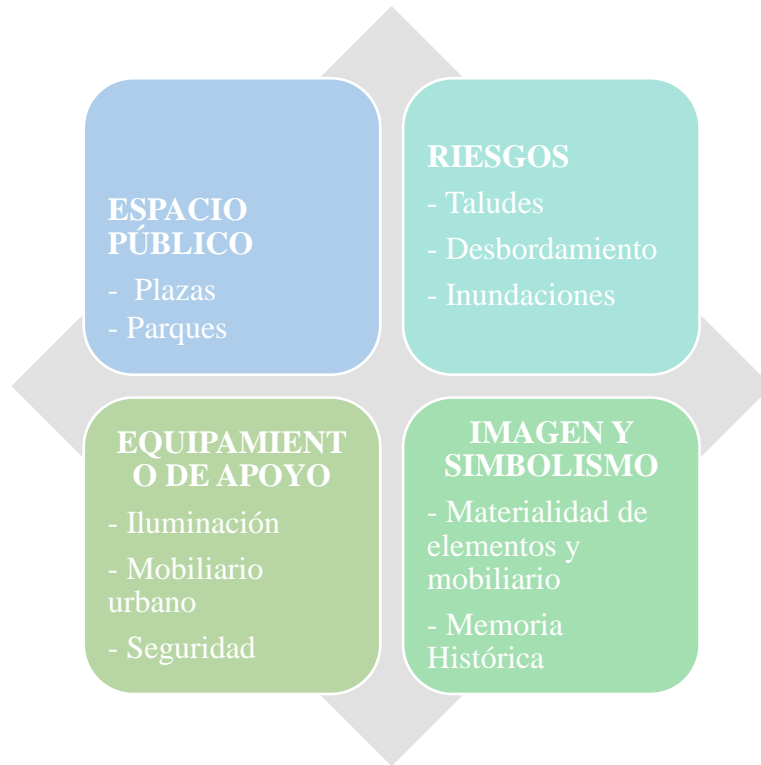 ESPACIO
PÚBLICO
- Plazas
- Parques
RIESGOS
- Taludes
- Desbordamiento
- Inundaciones
EQUIPAMIENT
O DE APOYO
- Iluminación
- Mobiliario
urbano
- Seguridad
IMAGEN Y
SIMBOLISMO
- Materialidad de
elementos y
mobiliario
- Memoria
Histórica